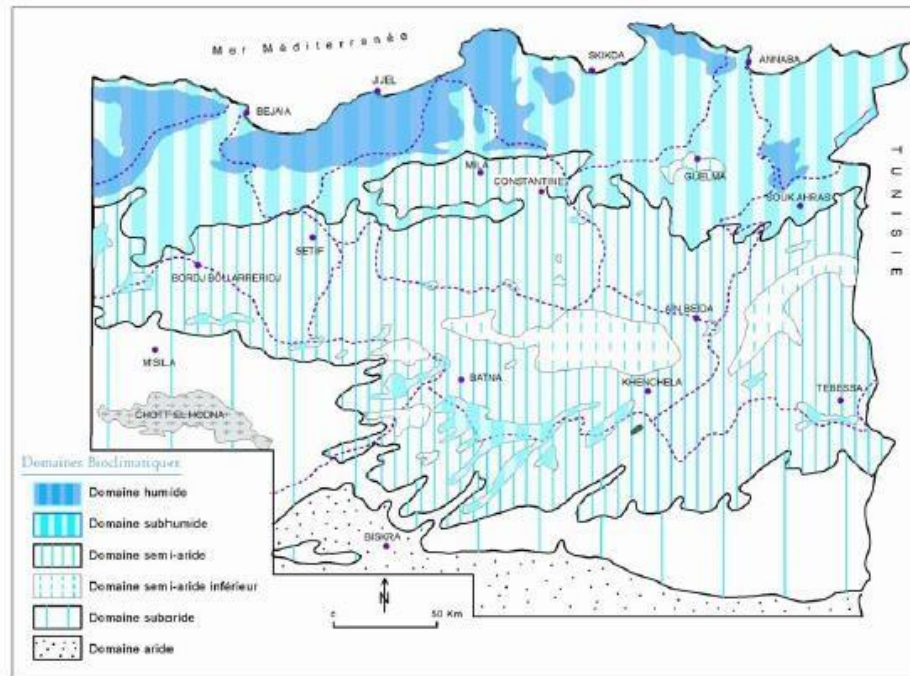 Mer Méditerranée
SKIKDA
ANNABA
JIJEL
BEJAIA
TUNISIE
MILA
CONSTANTINE
GUELMA
SOUK AHRAS
SETIF
BORDJ BOU ARRERIDJ
AIN BEIDA
M'SILA
BATNA
KHENCHELA
TEBESSA
CHOTT EL HODNA
Domaines Bioclimatiques
Domaine humide
Domaine subhumide
Domaine semi-aride
Domaine semi-aride inférieur
Domaine subaride
Domaine aride
BISKRA
N
0 50 Km